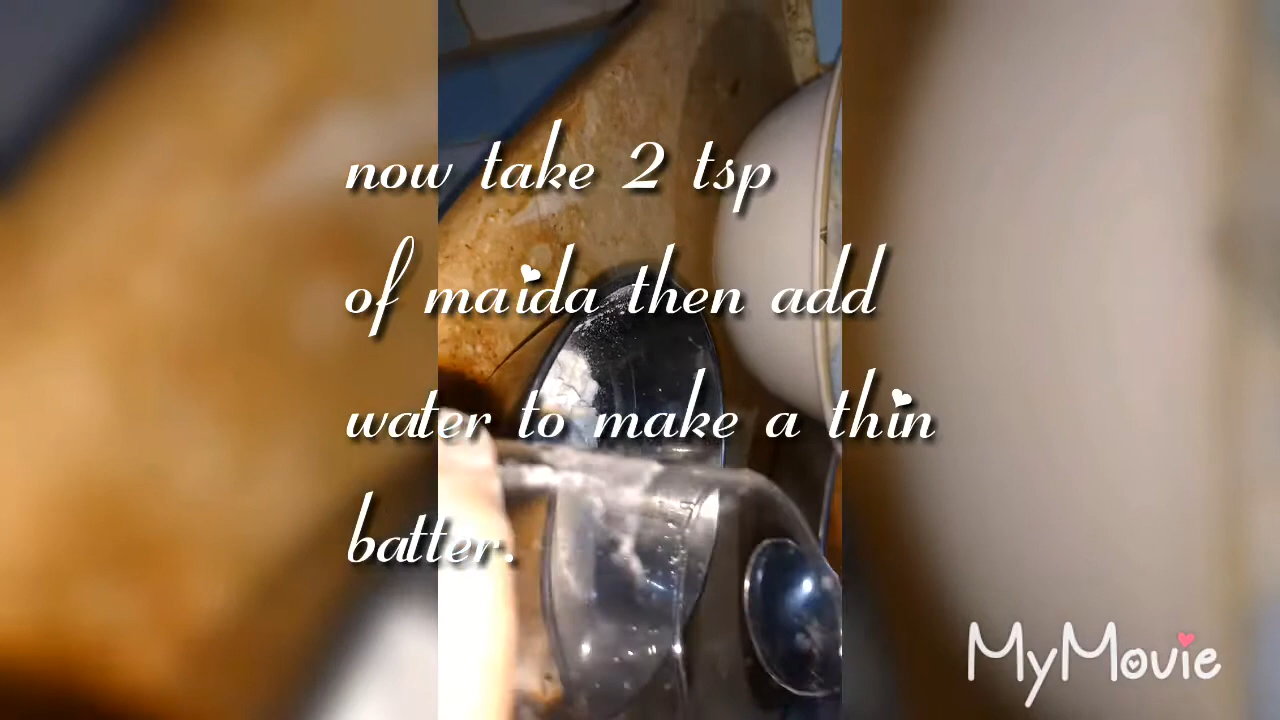 now take 2 tsp
of maida then add
water to make a thin
batter.
MyMovie